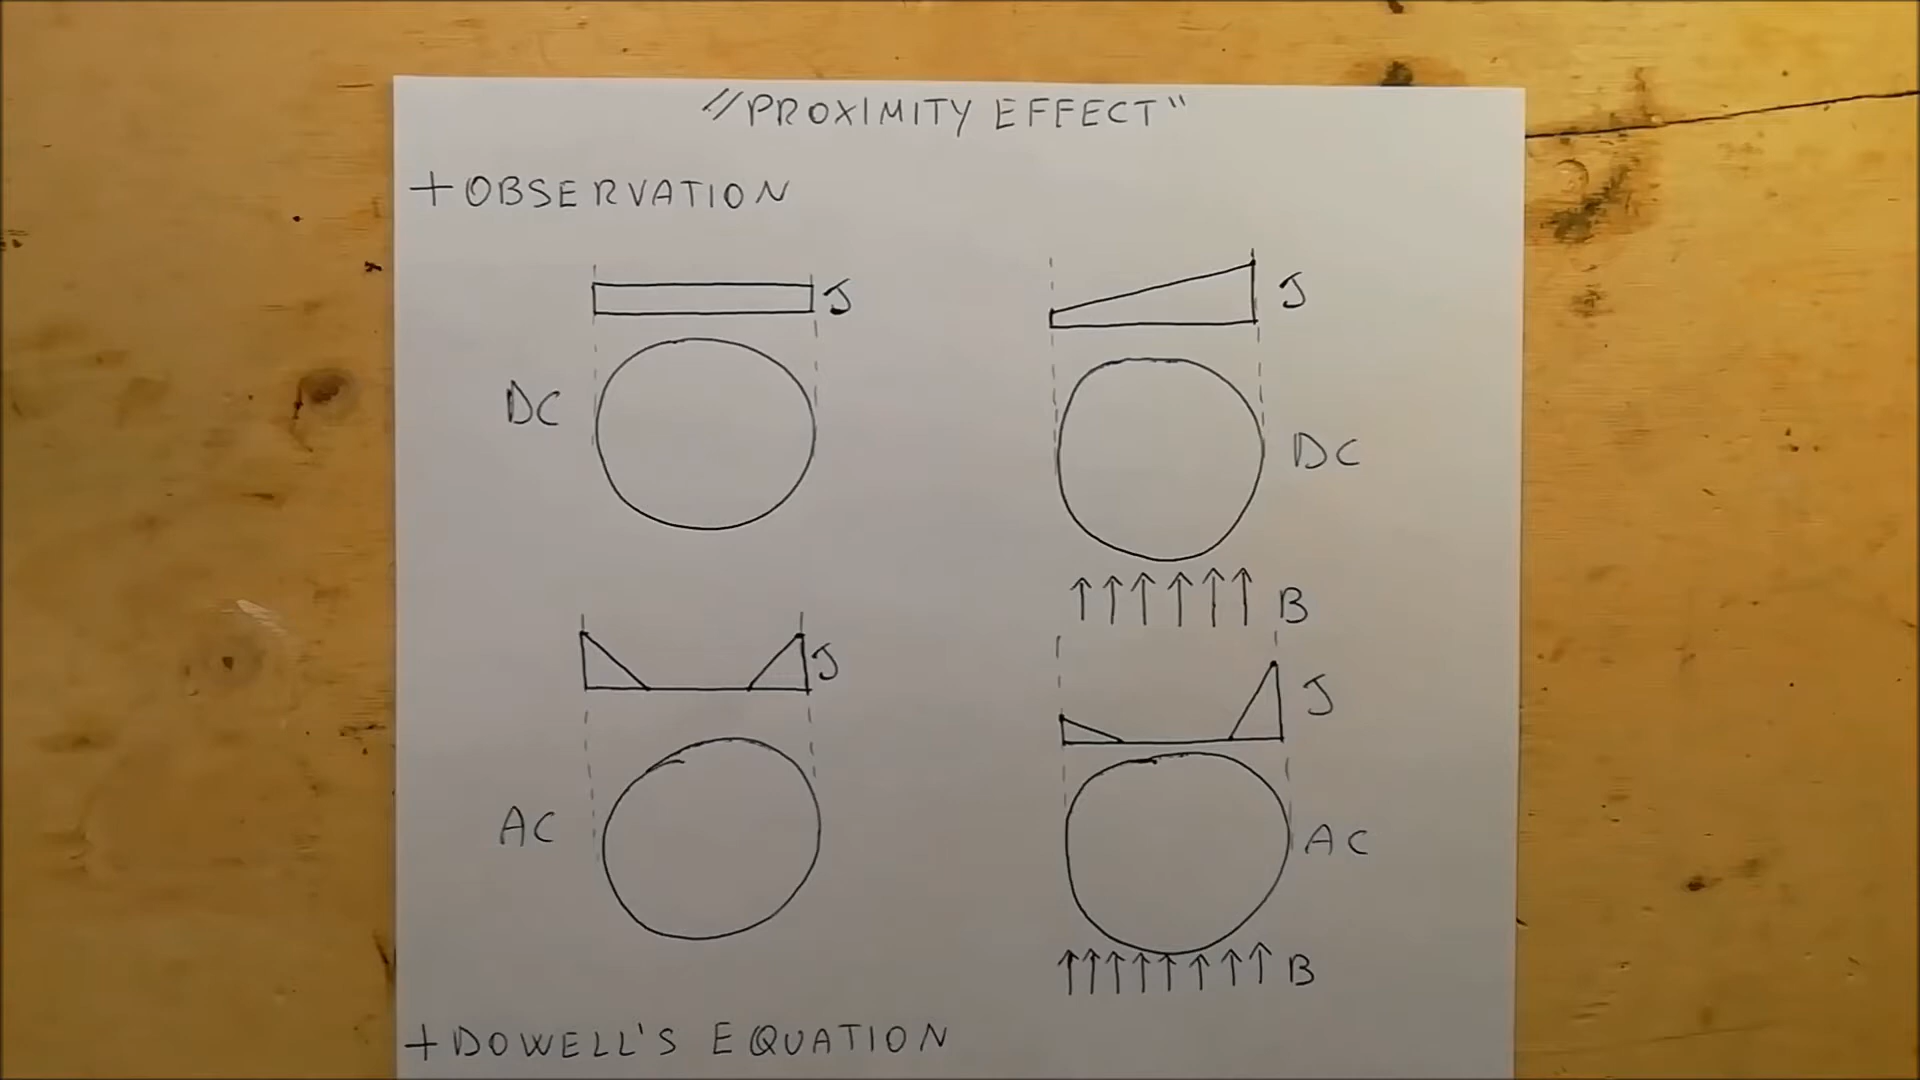 "PROXIMITY EFFECT"
+OBSERVATION
J
J
DC
DC
B
J
J
AC
AC
B
+DOWELL'S EQUATION